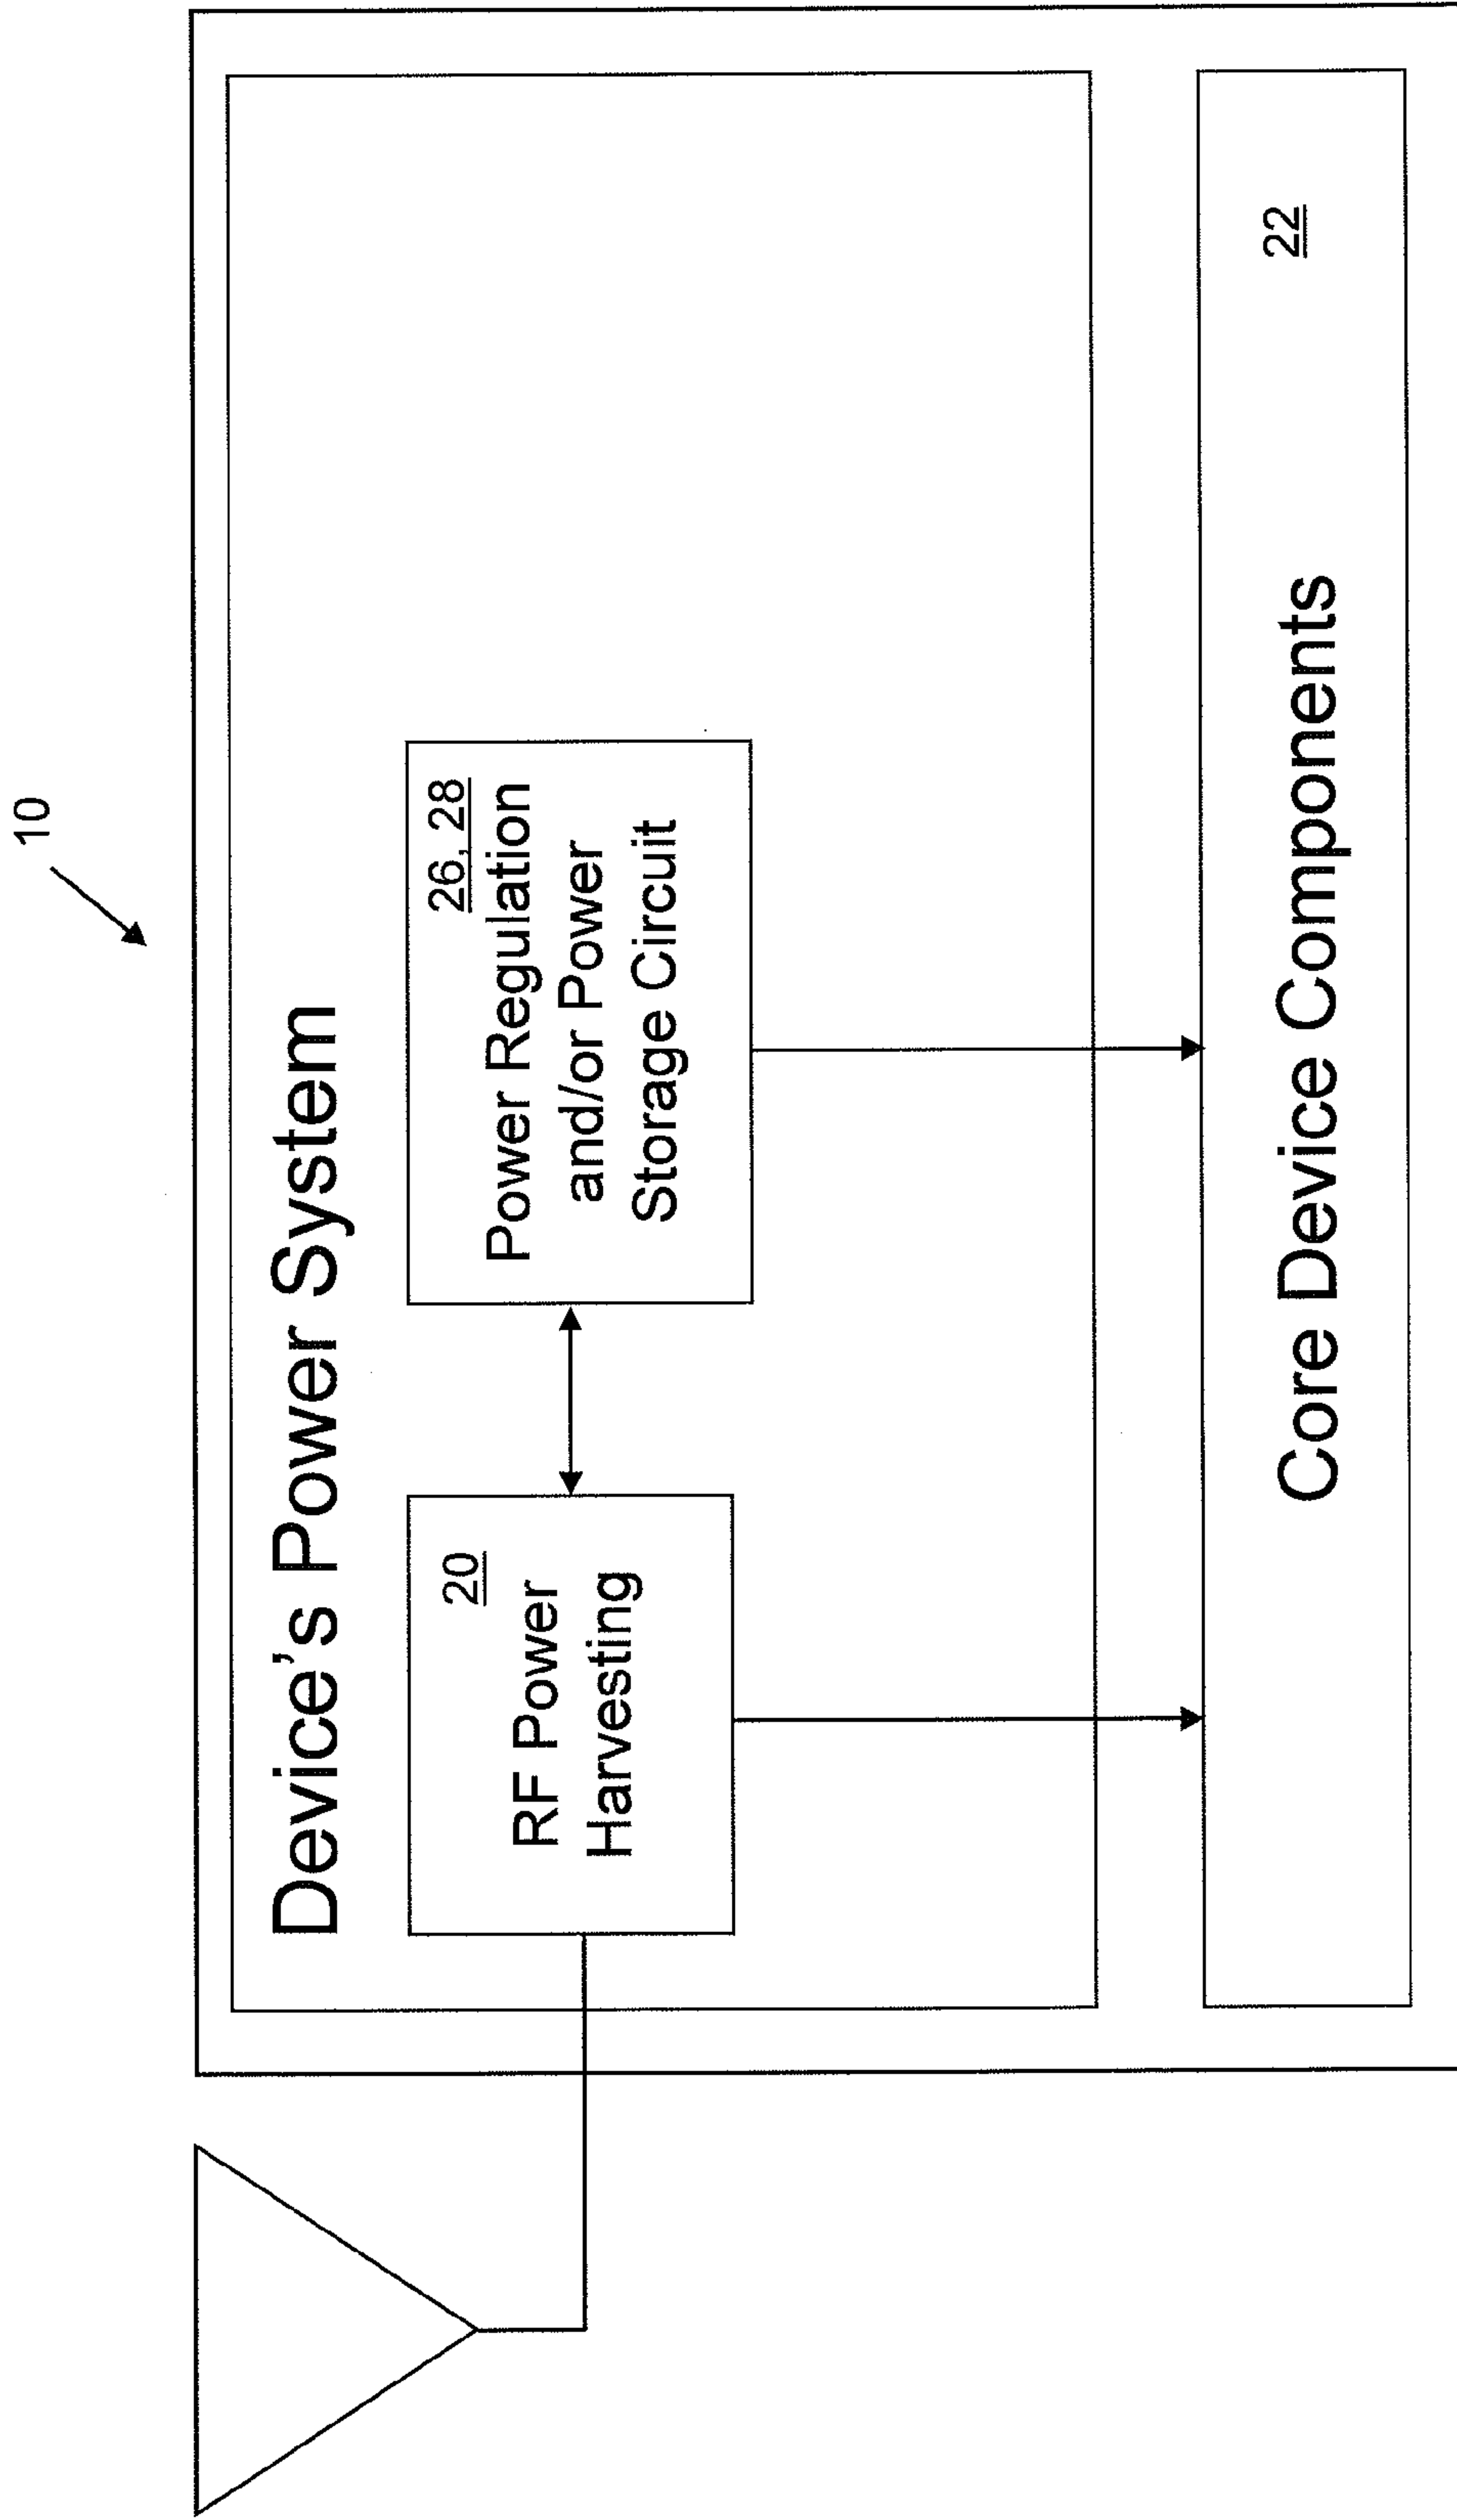 10
Device's Power System
20
RF Power
Harvesting
26, 28
Power Regulation
and/or Power
Storage Circuit
Core Device Components
22